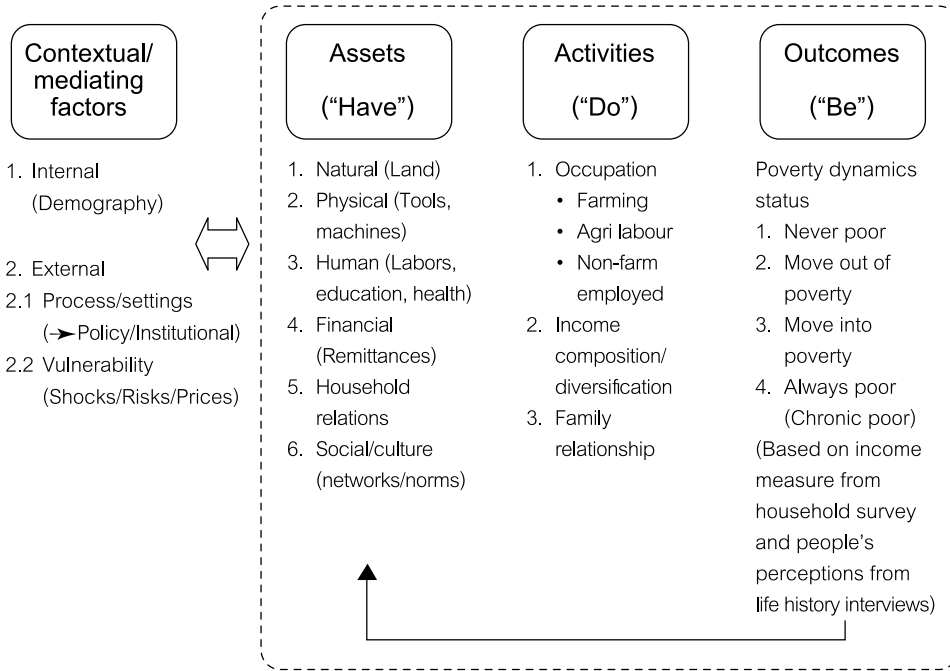 Contextual/
mediating
factors
1. Internal
(Demography)
2. External
2.1 Process/settings
(→Policy/Institutional)
2.2 Vulnerability
(Shocks/Risks/Prices)
Assets
(“Have”)
1. Natural (Land)
2. Physical (Tools,
machines)
3. Human (Labors,
education, health)
4. Financial
(Remittances)
5. Household
relations
6. Social/culture
(networks/norms)
Activities
(“Do”)
1. Occupation
• Farming
• Agri labour
• Non-farm
employed
2. Income
composition/
diversification
3. Family
relationship
Outcomes
(“Be”)
Poverty dynamics
status
1. Never poor
2. Move out of
poverty
3. Move into
poverty
4. Always poor
(Chronic poor)
(Based on income
measure from
household survey
and people’s
perceptions from
life history interviews)